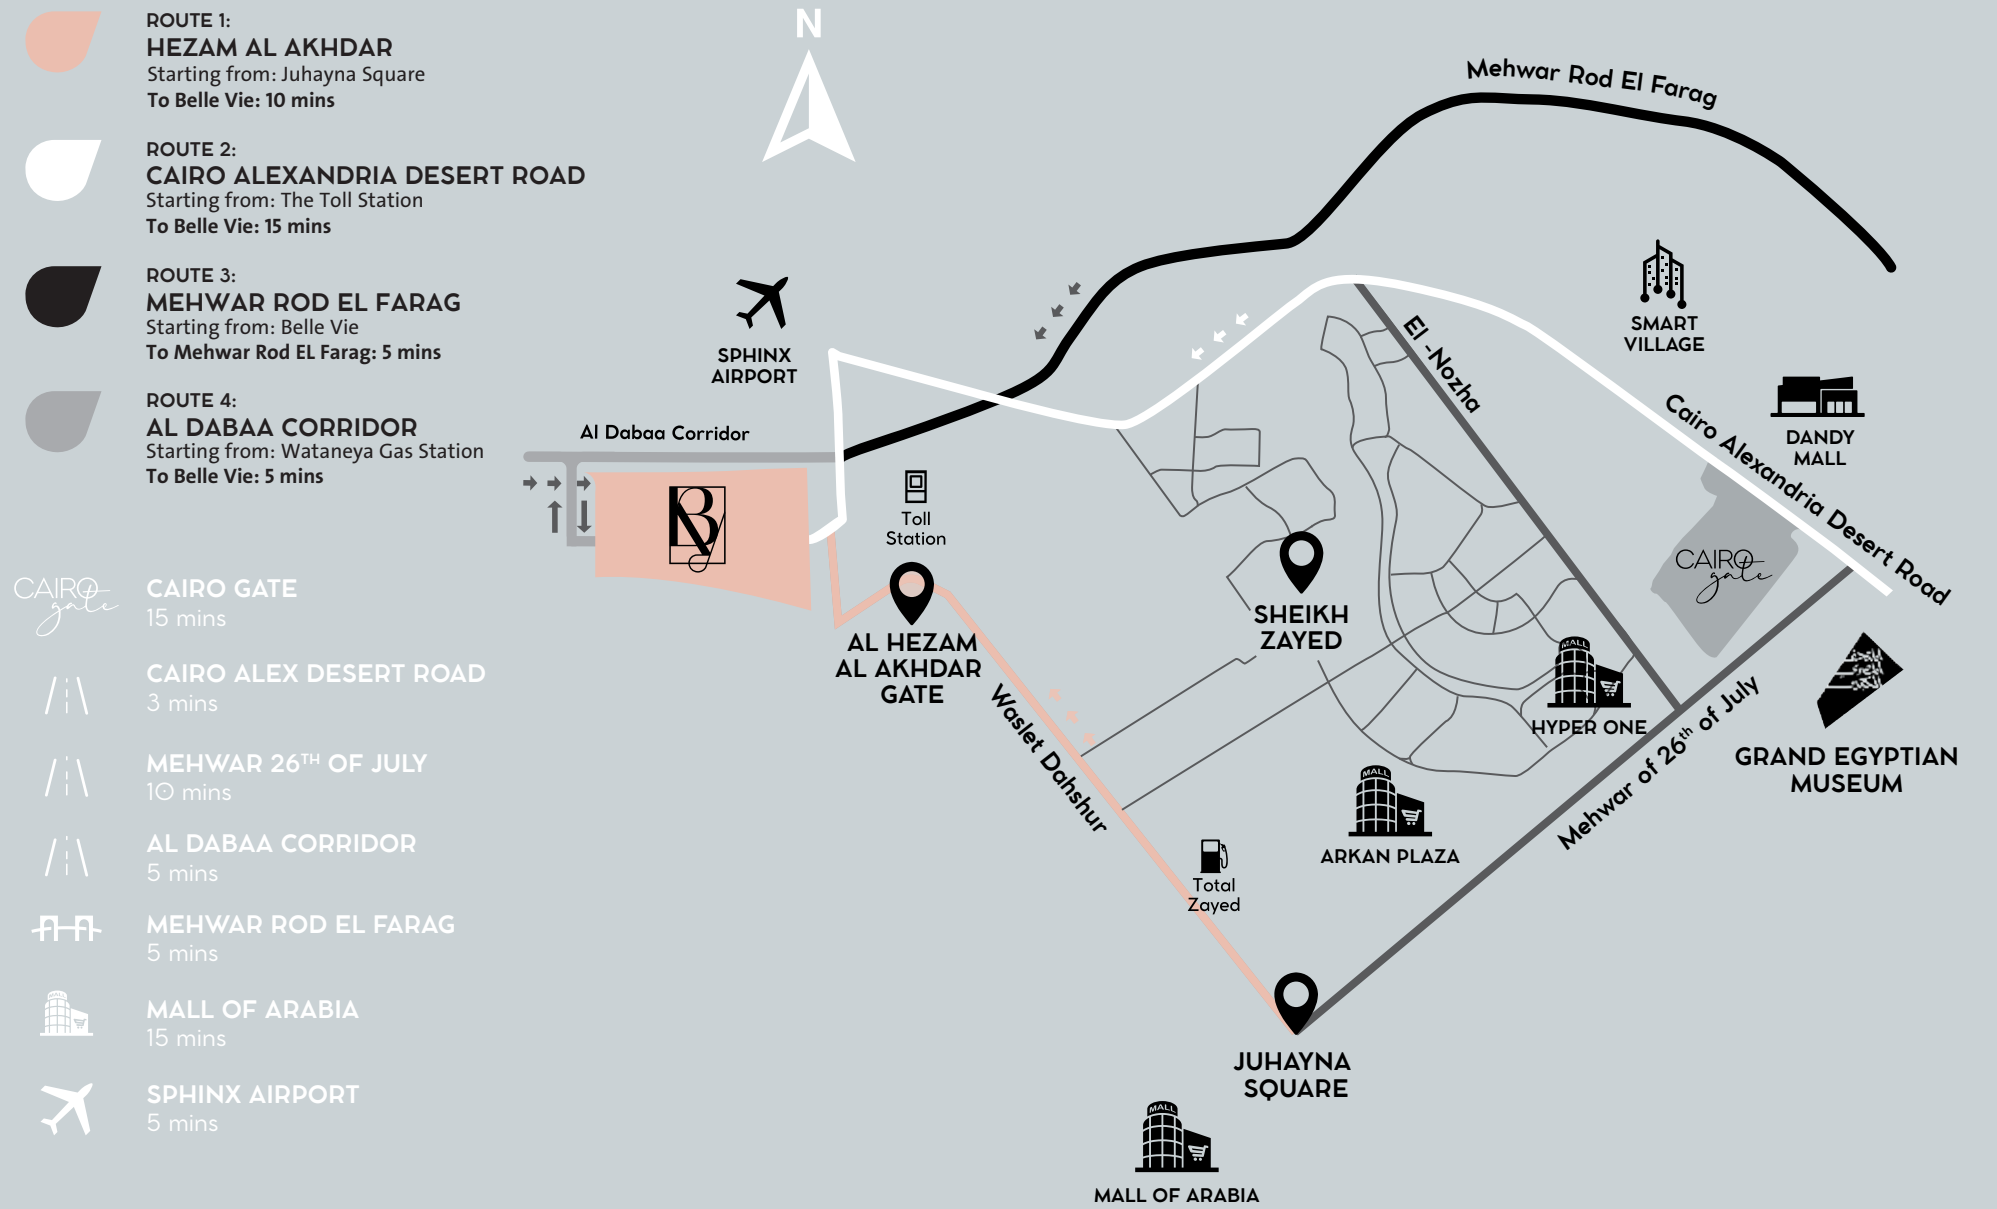 ROUTE 1:
HEZAM AL AKHDAR
Starting from: Juhayna Square
To Belle Vie: 10 mins
ROUTE 2:
CAIRO ALEXANDRIA DESERT ROAD
Starting from: The Toll Station
To Belle Vie: 15 mins
ROUTE 3:
MEHWAR ROD EL FARAG
Starting from: Belle Vie
To Mehwar Rod EL Farag: 5 mins
ROUTE 4:
AL DABAA CORRIDOR
Starting from: Wataneya Gas Station
To Belle Vie: 5 mins
CAIRO
gate
CAIRO GATE
15 mins
CAIRO ALEX DESERT ROAD
3 mins
MEHWAR 26TH OF JULY
10 mins
AL DABAA CORRIDOR
5 mins
MEHWAR ROD EL FARAG
5 mins
MALL OF ARABIA
15 mins
SPHINX AIRPORT
5 mins
N
Mehwar Rod El Farag
SPHINX
AIRPORT
SMART
VILLAGE
El -Nozha
DANDY
MALL
Cairo Alexandria Desert Road
Al Dabaa Corridor
Toll
Station
CAIRO
gate
SHEIKH
ZAYED
AL HEZAM
AL AKHDAR
GATE
MALL
HYPER ONE
Mehwar of 26th of July
GRAND EGYPTIAN
MUSEUM
Waslet Dahshur
MALL
ARKAN PLAZA
Total
Zayed
JUHAYNA
SQUARE
MALL
MALL OF ARABIA